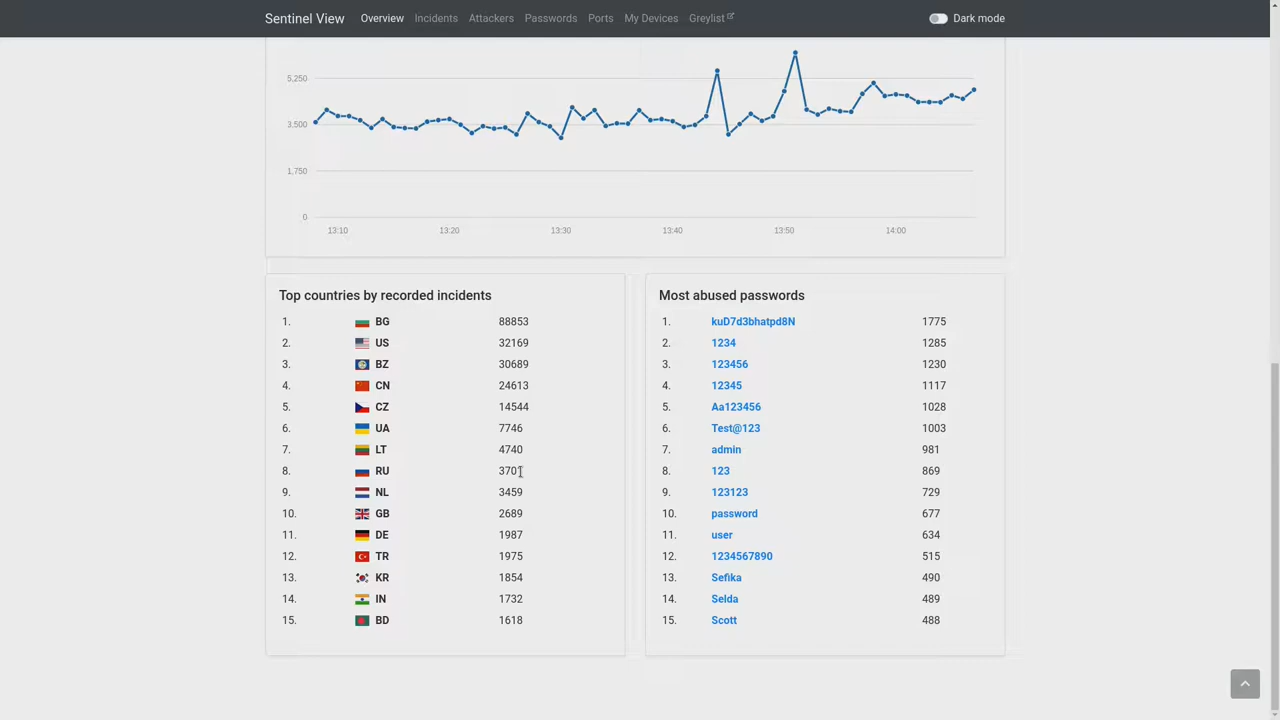 Sentinel View Overview Incidents Attackers Passwords Ports My Devices Greylist Dark mode
5,250
3,500
1,750
0
13:10 13:20 13:30 13:40 13:50 14:00
Top countries by recorded incidents
1. BG 88853
2. US 32169
3. BZ 30689
4. CN 24613
5. CZ 14544
6. UA 7746
7. LT 4740
8. RU 3701
9. NL 3459
10. GB 2689
11. DE 1987
12. TR 1975
13. KR 1854
14. IN 1732
15. BD 1618
Most abused passwords
1. kuD7d3bhatpd8N 1775
2. 1234 1285
3. 123456 1230
4. 12345 1117
5. Aa123456 1028
6. Test@123 1003
7. admin 981
8. 123 869
9. 123123 729
10. password 677
11. user 634
12. 1234567890 515
13. Sefika 490
14. Selda 489
15. Scott 488